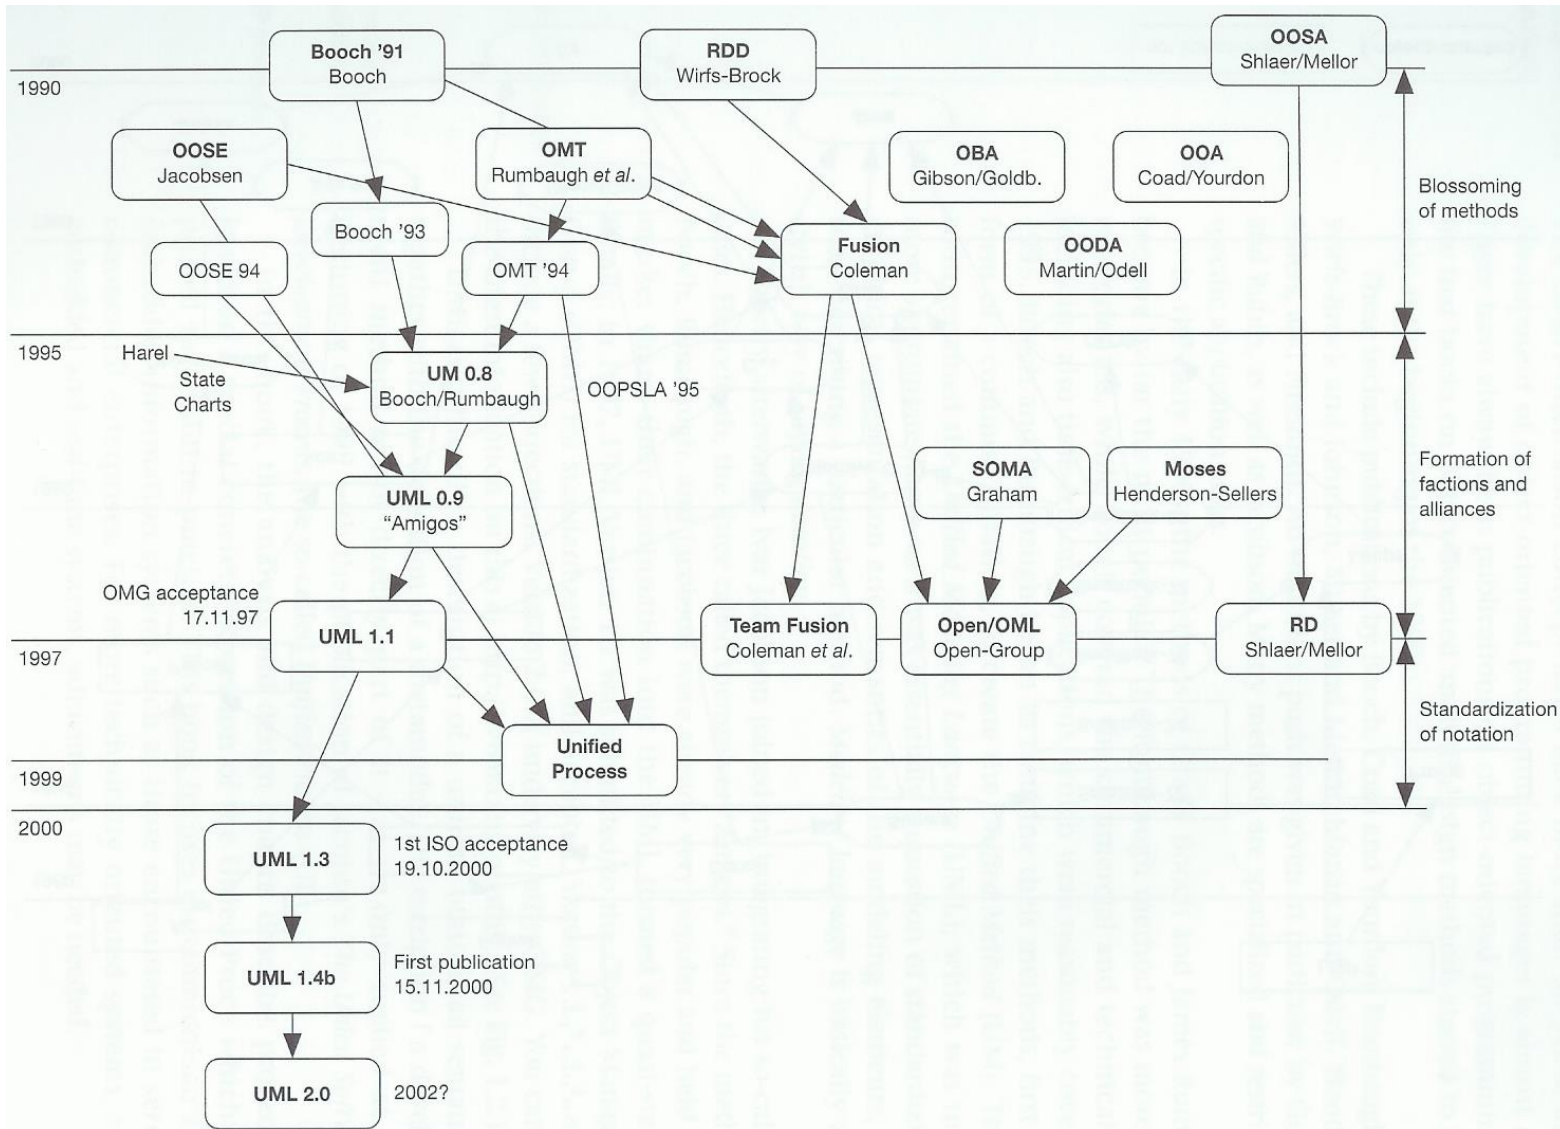 Booch '91
Booch
RDD
Wirfs-Brock
OOSA
Shlaer/Mellor
1990
OOSE
Jacobsen
OMT
Rumbaugh et al.
OBA
Gibson/Goldb.
OOA
Coad/Yourdon
Blossoming
of methods
Booch '93
Fusion
Coleman
OODA
Martin/Odell
OOSE 94
OMT '94
1995
Harel
State
Charts
UM 0.8
Booch/Rumbaugh
OOPSLA '95
SOMA
Graham
Moses
Henderson-Sellers
Formation of
factions and
alliances
UML 0.9
“Amigos”
OMG acceptance
17.11.97
UML 1.1
Team Fusion
Coleman et al.
Open/OML
Open-Group
RD
Shlaer/Mellor
1997
Standardization
of notation
Unified
Process
1999
2000
UML 1.3
1st ISO acceptance
19.10.2000
UML 1.4b
First publication
15.11.2000
UML 2.0
2002?